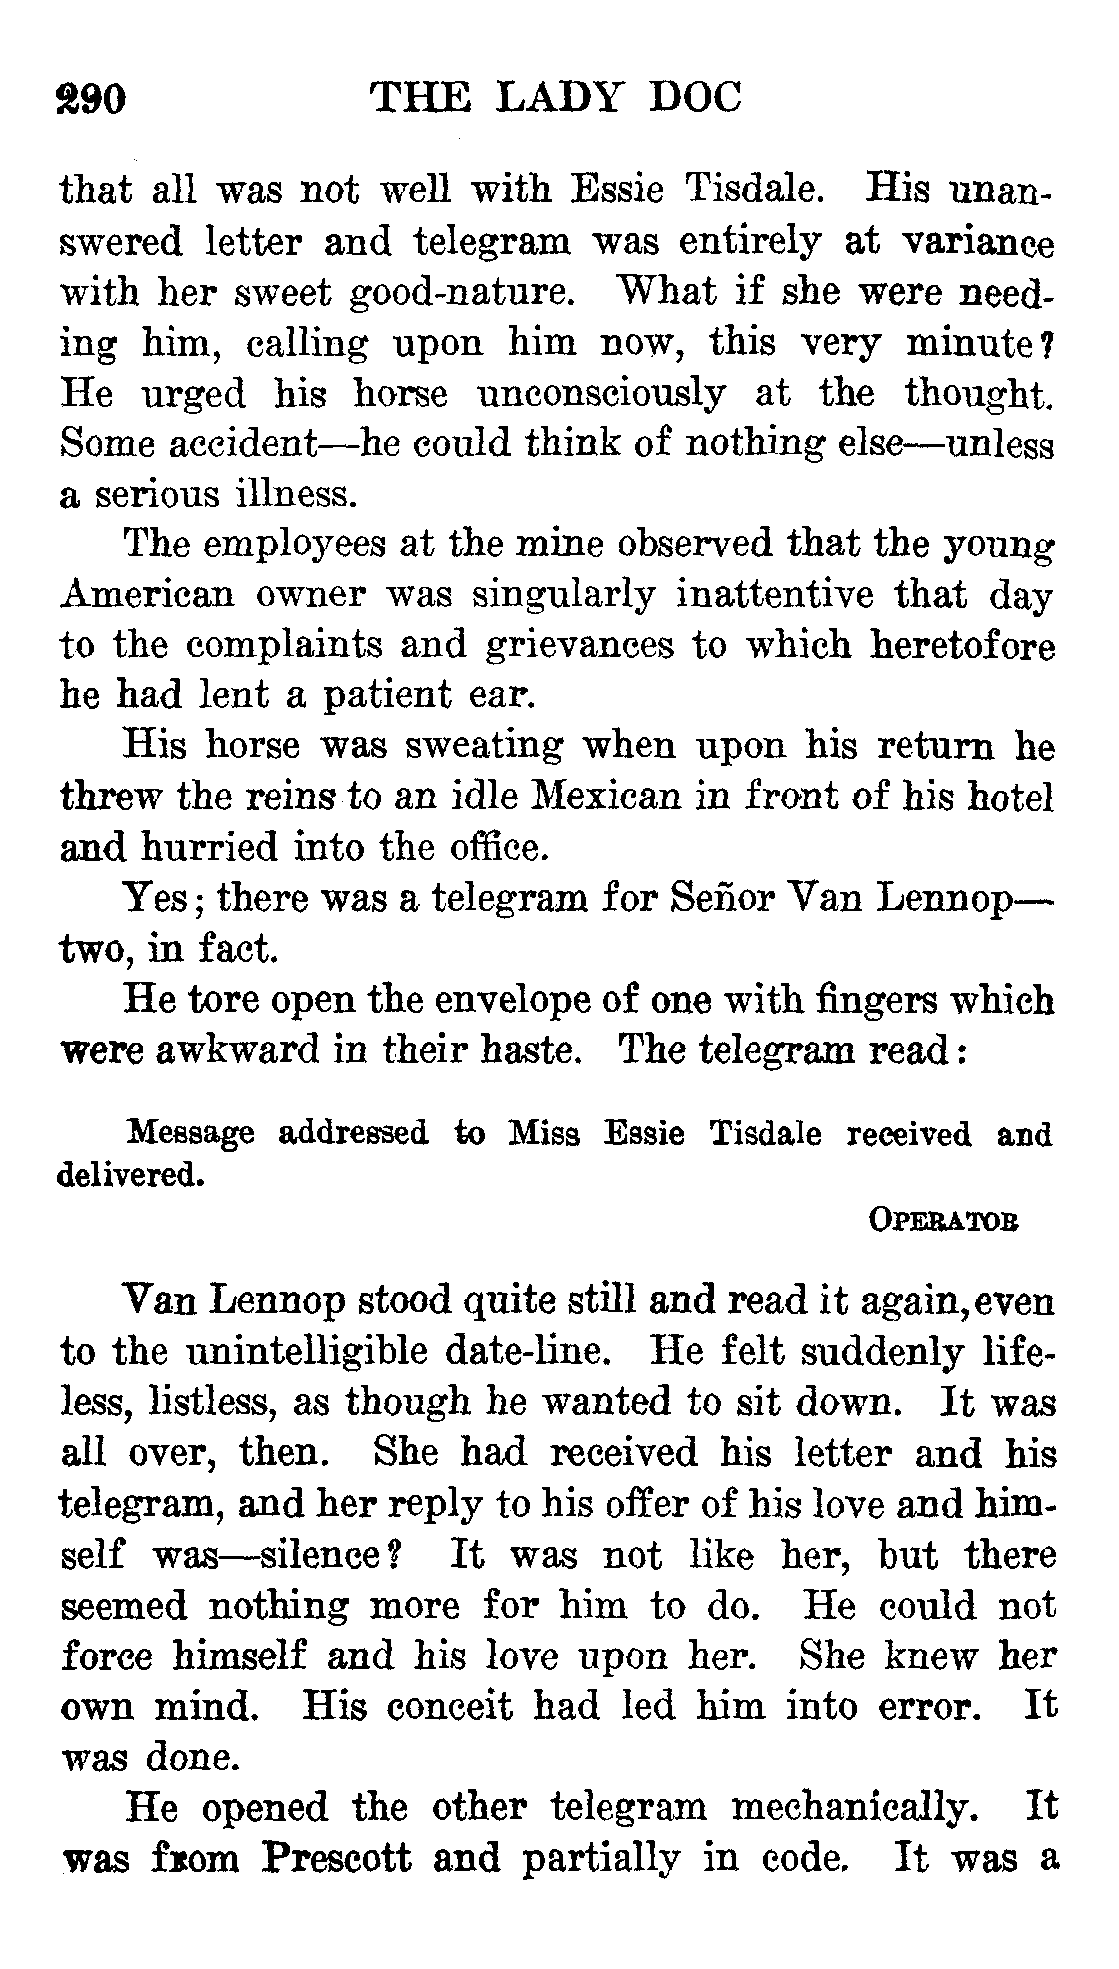 290 THE LADY DOC
that all was not well with Essie Tisdale. His unan-
swered letter and telegram was entirely at variance
with her sweet good-nature. What if she were need-
ing him, calling upon him now, this very minute?
He urged his horse unconsciously at the thought.
Some accident—he could think of nothing else—unless
a serious illness.
The employees at the mine observed that the young
American owner was singularly inattentive that day
to the complaints and grievances to which heretofore
he had lent a patient ear.
His horse was sweating when upon his return he
threw the reins to an idle Mexican in front of his hotel
and hurried into the office.
Yes; there was a telegram for Señor Van Lennop—
two, in fact.
He tore open the envelope of one with fingers which
were awkward in their haste. The telegram read:
Message addressed to Miss Essie Tisdale received and
delivered.
OPERATOR
Van Lennop stood quite still and read it again, even
to the unintelligible date-line. He felt suddenly life-
less, listless, as though he wanted to sit down. It was
all over, then. She had received his letter and his
telegram, and her reply to his offer of his love and him-
self was—silence? It was not like her, but there
seemed nothing more for him to do. He could not
force himself and his love upon her. She knew her
own mind. His conceit had led him into error. It
was done.
He opened the other telegram mechanically. It
was from Prescott and partially in code. It was a